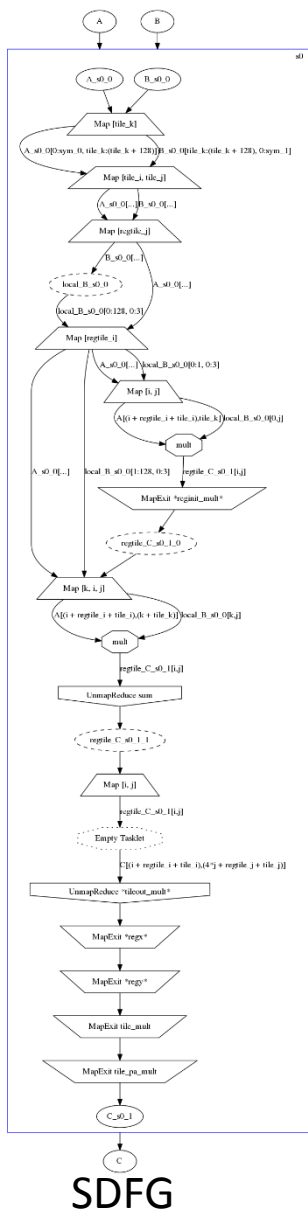 A
B
s0
A_s0_0
B_s0_0
Map [tile_k]
A_s0_0[0:sym_0, tile_k:(tile_k + 128)]
B_s0_0[tile_k:(tile_k + 128), 0:sym_1]
Map [tile_i, tile_j]
A_s0_0[...]
B_s0_0[...]
Map [regtile_j]
B_s0_0[...]
local_B_s0_0
A_s0_0[...]
local_B_s0_0[0:128, 0:3]
Map [regtile_i]
A_s0_0[...]
local_B_s0_0[0:1, 0:3]
Map [i, j]
A[(i + regtile_i + tile_i),tile_k]
local_B_s0_0[0,j]
mult
A_s0_0[...]
local_B_s0_0[1:128, 0:3]
regtile_C_s0_1[i,j]
MapExit *reginit_mult*
regtile_C_s0_1_0
Map [k, i, j]
A[(i + regtile_i + tile_i),(k + tile_k)]
local_B_s0_0[k,j]
mult
regtile_C_s0_1[i,j]
UnmapReduce sum
regtile_C_s0_1_1
Map [i, j]
regtile_C_s0_1[i,j]
Empty Tasklet
C[(i + regtile_i + tile_i),(4*j + regtile_j + tile_j)]
UnmapReduce *tileout_mult*
MapExit *regx*
MapExit *regy*
MapExit tile_mult
MapExit tile_pa_mult
C_s0_1
C
SDFG